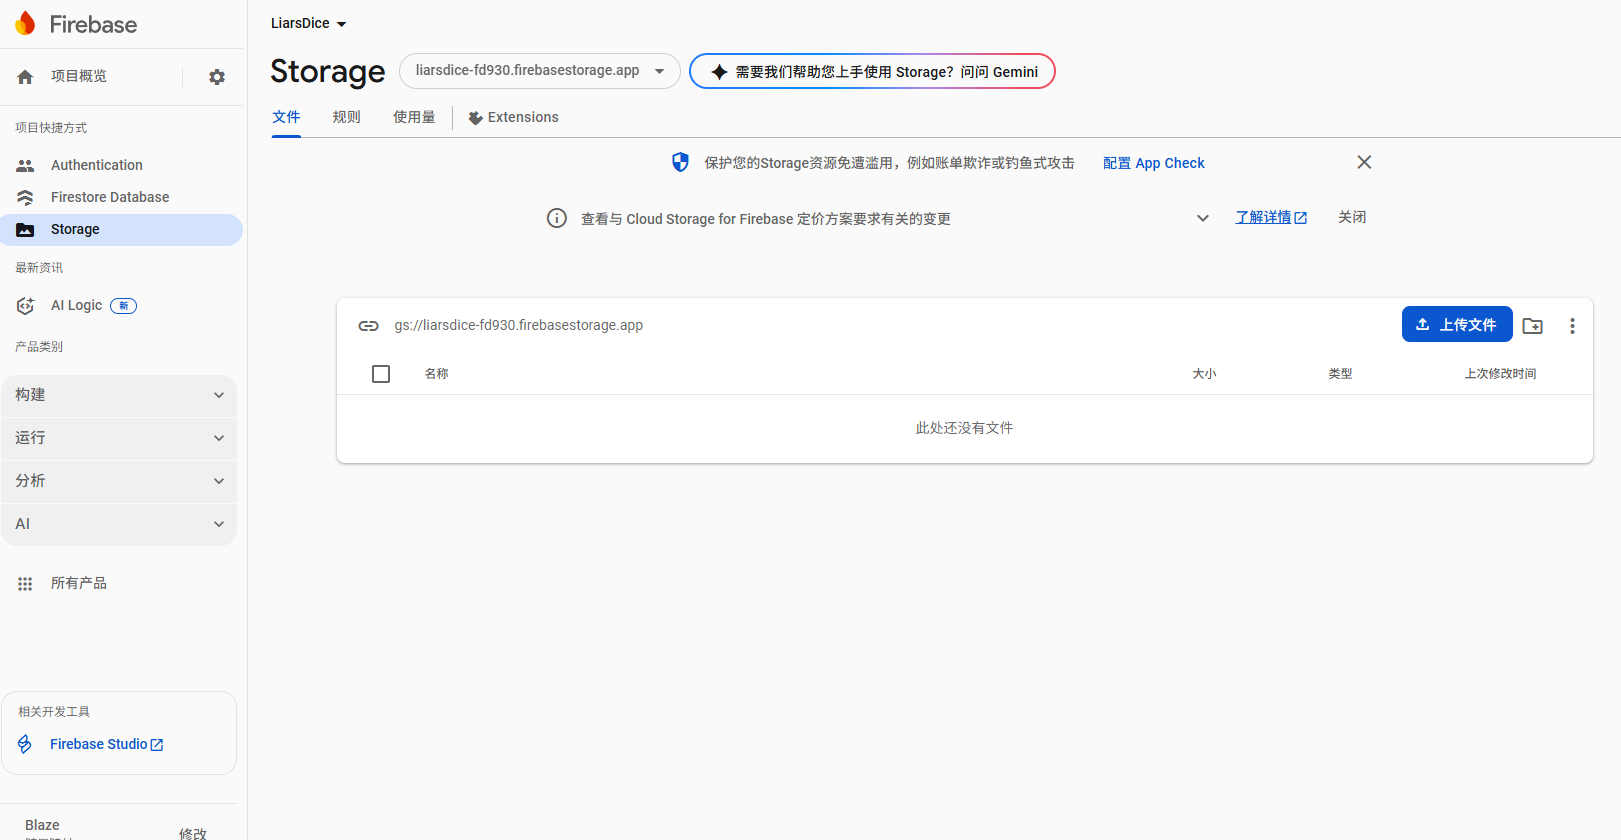 Firebase
项目概览
项目快捷方式
Authentication
Firestore Database
Storage
最新资讯
AI Logic 新
产品类别
构建
运行
分析
AI
所有产品
相关开发工具
Firebase Studio
Blaze
修改
LiarsDice
Storage
liarsdice-fd930.firebasestorage.app
需要我们帮助您上手使用 Storage？问问 Gemini
文件 规则 使用量 Extensions
保护您的Storage资源免遭滥用，例如账单欺诈或钓鱼式攻击 配置 App Check
查看与 Cloud Storage for Firebase 定价方案要求有关的变更 了解详情 关闭
gs://liarsdice-fd930.firebasestorage.app 上传文件
名称 大小 类型 上次修改时间
此处还没有文件